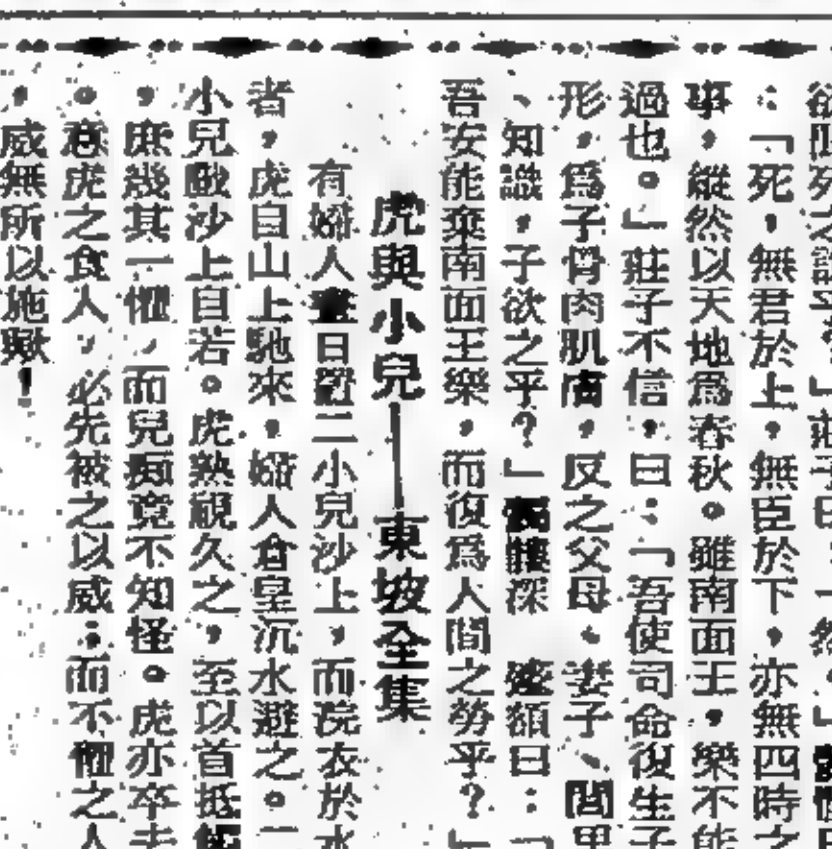 欲聞死之說乎？」莊子曰：「然。」
：「死，無君於上，無臣於下，亦無四時之
事，縱然以天地爲春秋。雖南面王，樂不能
過也。」莊子不信，曰：「吾使司命復生子
形，爲子骨肉肌膚，反之父母、妻子、閭里
、知識，子欲之乎？」髏深 蹙額曰：「
吾安能棄南面王樂，而復爲人間之勞乎？」
虎與小兒——東坡全集
有婦人晝日置二小兒沙上，而浣衣於水
者，虎自山上馳來，婦人倉皇沉水避之。二
小兒戲沙上自若。虎熟視久之，至以首抵觸
，庶幾其一懼，而兒痴竟不知怪。虎亦卒去
。意虎之食人，必先被之以威；而不懼之人
，威無所以施歟！